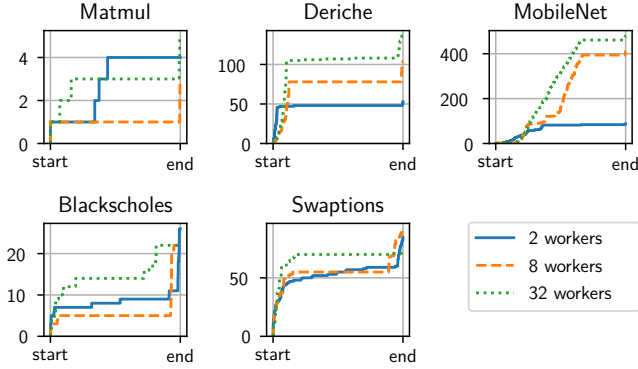 Matmul
4
2
0
start
end
Deriche
100
50
0
start
end
MobileNet
400
200
0
start
end
Blackscholes
20
10
0
start
end
Swaptions
50
0
start
end
2 workers
8 workers
32 workers